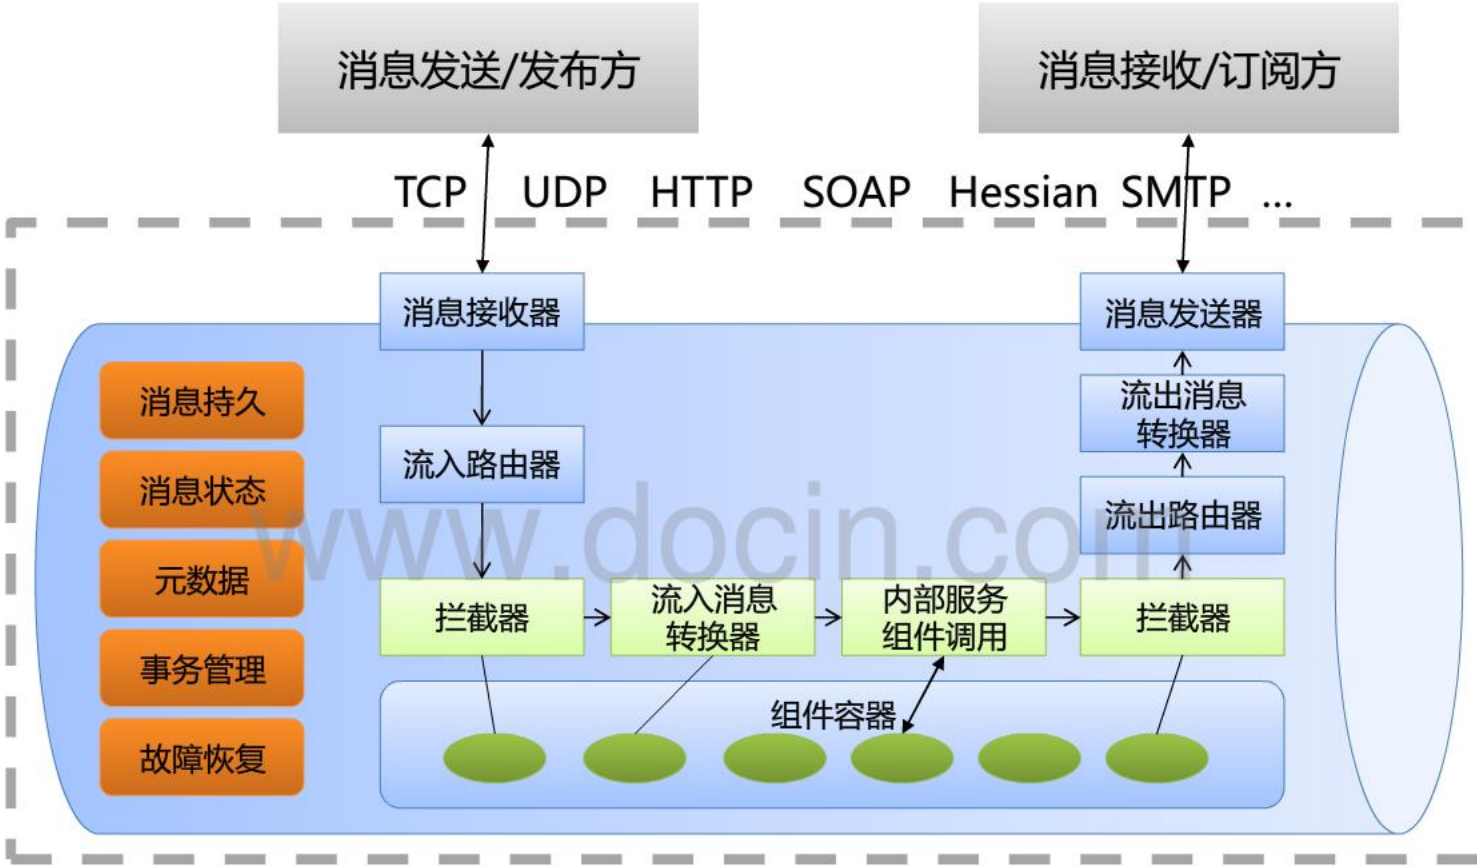 消息发送/发布方
消息接收/订阅方
TCP UDP HTTP SOAP Hessian SMTP ...
消息接收器
消息发送器
消息持久
流出消息
转换器
流入路由器
消息状态
流出路由器
www.docin.com
元数据
拦截器
流入消息
转换器
内部服务
组件调用
拦截器
事务管理
组件容器
故障恢复